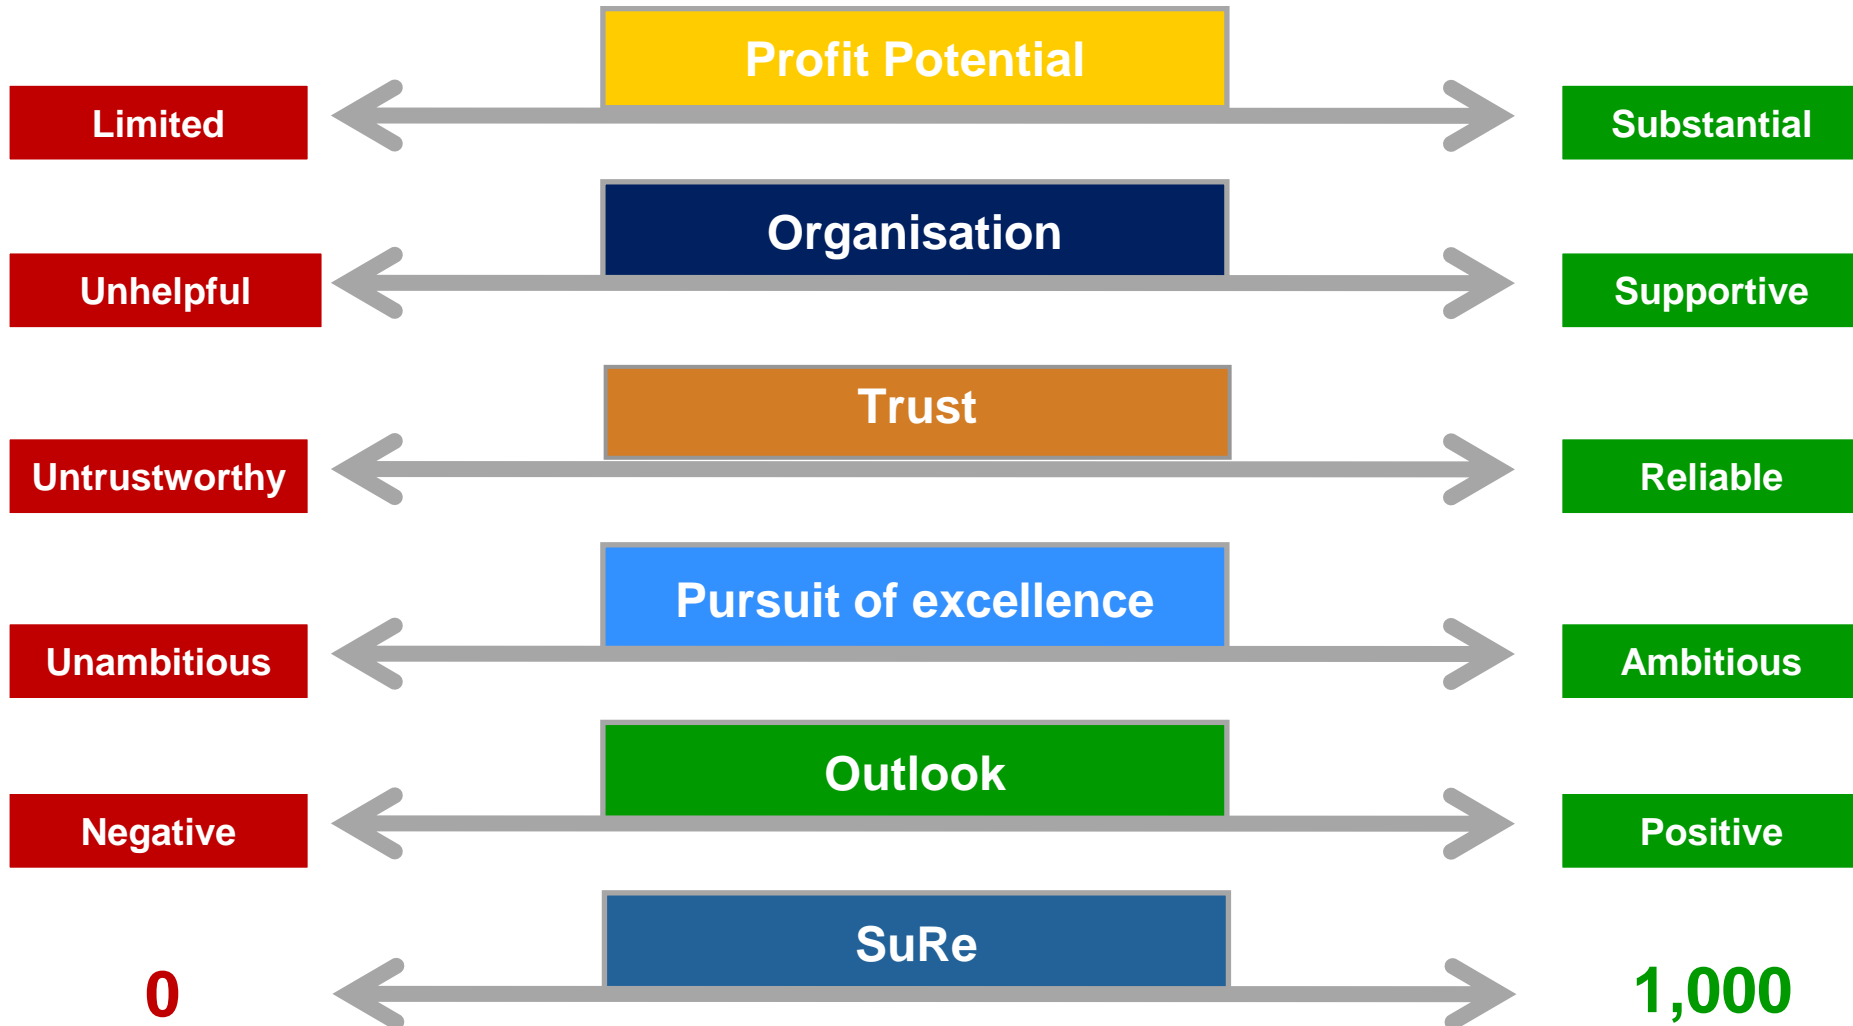 Profit Potential
Limited
Substantial
Organisation
Unhelpful
Supportive
Trust
Untrustworthy
Reliable
Pursuit of excellence
Unambitious
Ambitious
Outlook
Negative
Positive
SuRe
0
1,000